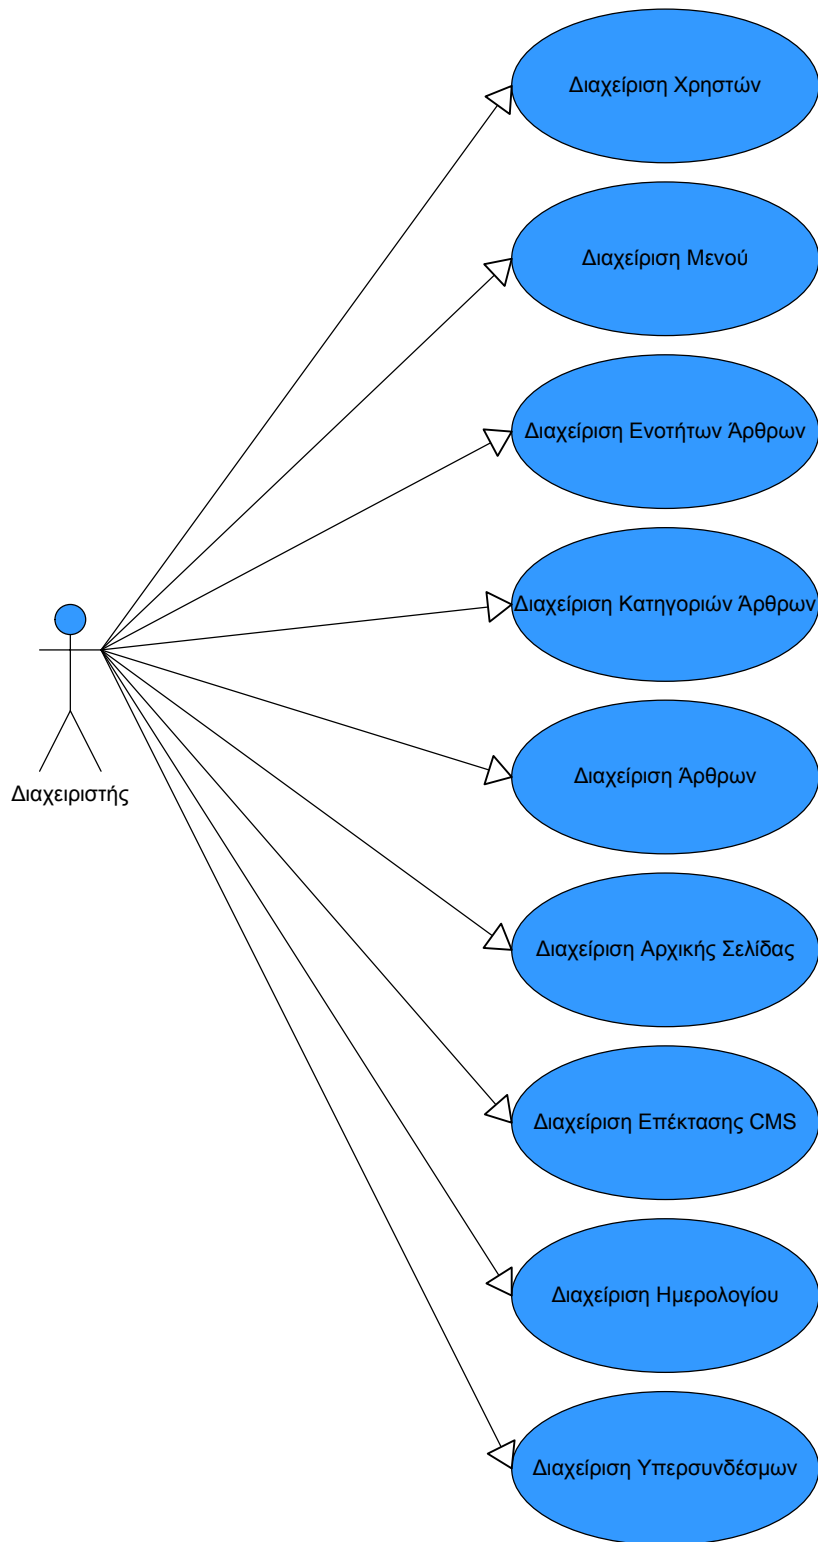 Διαχείριση Χρηστών
Διαχείριση Μενού
Διαχείριση Ενοτήτων Άρθρων
Διαχείριση Κατηγοριών Άρθρων
Διαχείριση Άρθρων
Διαχειριστής
Διαχείριση Αρχικής Σελίδας
Διαχείριση Επέκτασης CMS
Διαχείριση Ημερολογίου
Διαχείριση Υπερσυνδέσμων